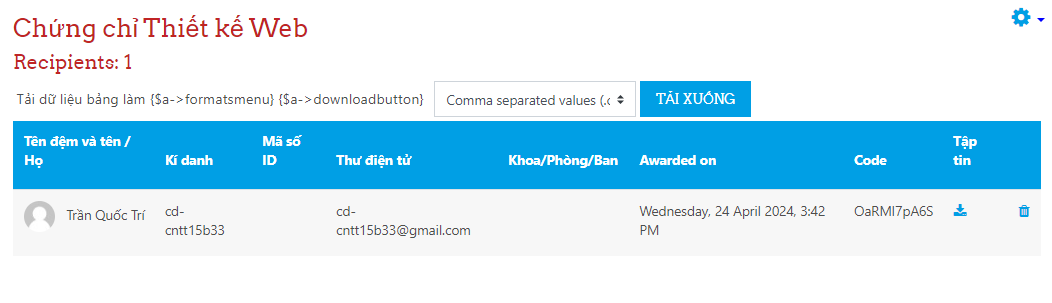 Chứng chỉ Thiết kế Web
Recipients: 1
Tải dữ liệu bảng làm {$a->formatsmenu} {$a->downloadbutton} Comma separated values (.c TẢI XUỐNG
Tên đệm và tên / Họ Kí danh Mã số ID Thư điện tử Khoa/Phòng/Ban Awarded on Code Tập tin
Trần Quốc Trí cd-cntt15b33 cd-cntt15b33@gmail.com Wednesday, 24 April 2024, 3:42 PM OaRMI7pA6S